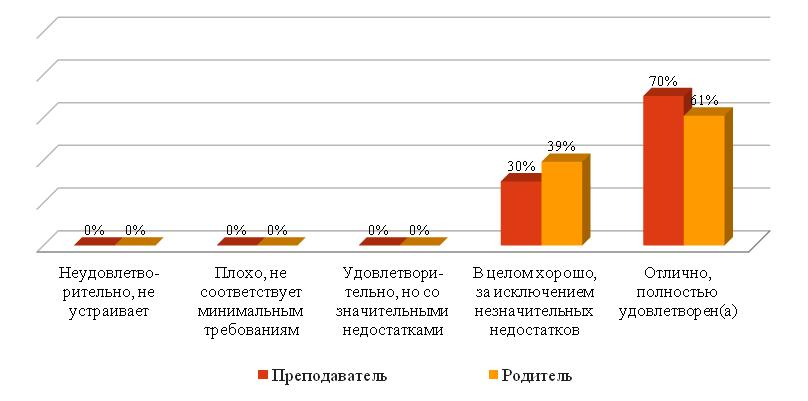 70%
61%
39%
30%
0% 0% 0% 0% 0% 0%
Неудовлетво-
рительно, не
устраивает
Плохо, не
соответствует
минимальным
требованиям
Удовлетвори-
тельно, но со
значительными
недостатками
В целом хорошо,
за исключением
незначительных
недостатков
Отлично,
полностью
удовлетворен(а)
Преподаватель
Родитель